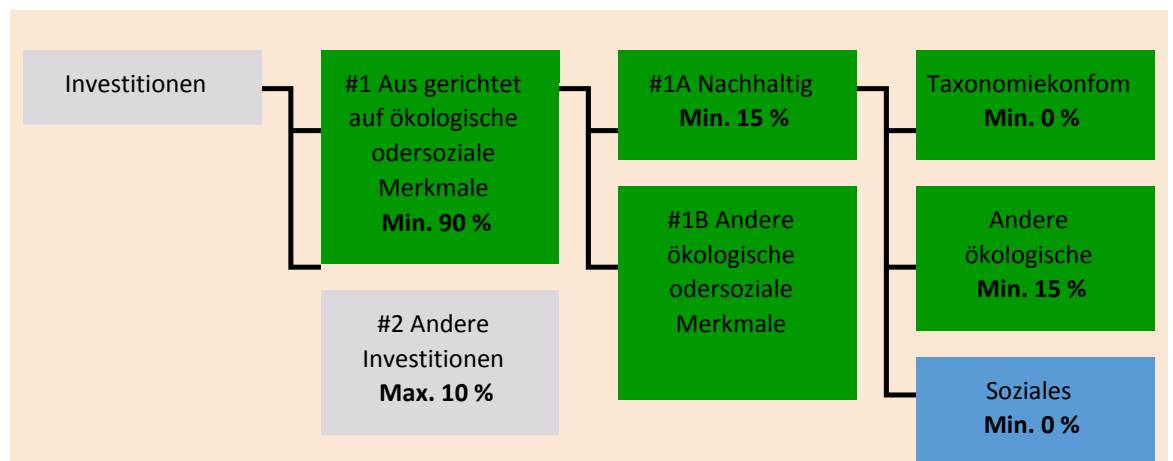 Investitionen
#1 Aus gerichtet
auf ökologische
odersoziale
Merkmale
Min. 90 %
#2 Andere
Investitionen
Max. 10 %
#1A Nachhaltig
Min. 15 %
#1B Andere
ökologische
odersoziale
Merkmale
Taxonomiekonfom
Min. 0 %
Andere
ökologische
Min. 15 %
Soziales
Min. 0 %